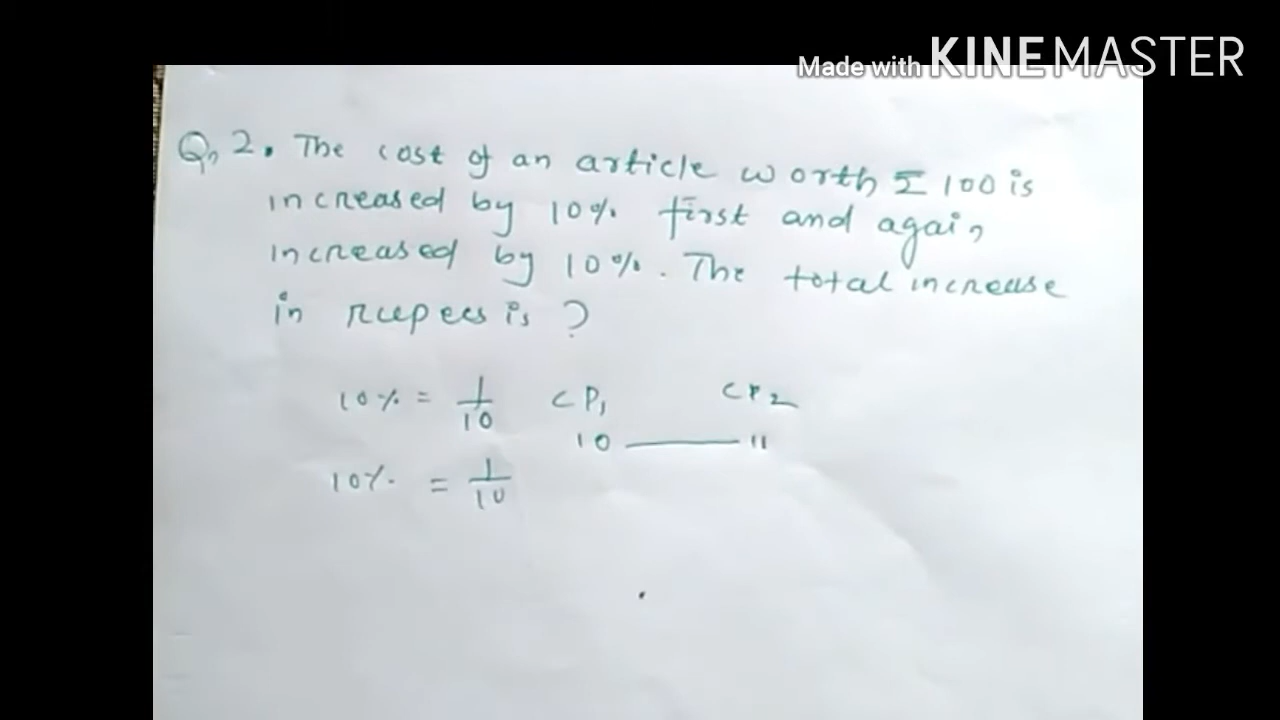 Made with KINEMASTER
Qn 2. The cost of an article worth ₹ 100 is
increased by 10% first and again
increased by 10%. The total increase
in rupees is ?
10% = 1/10 CP1 CP2
10 — 11
10% = 1/10